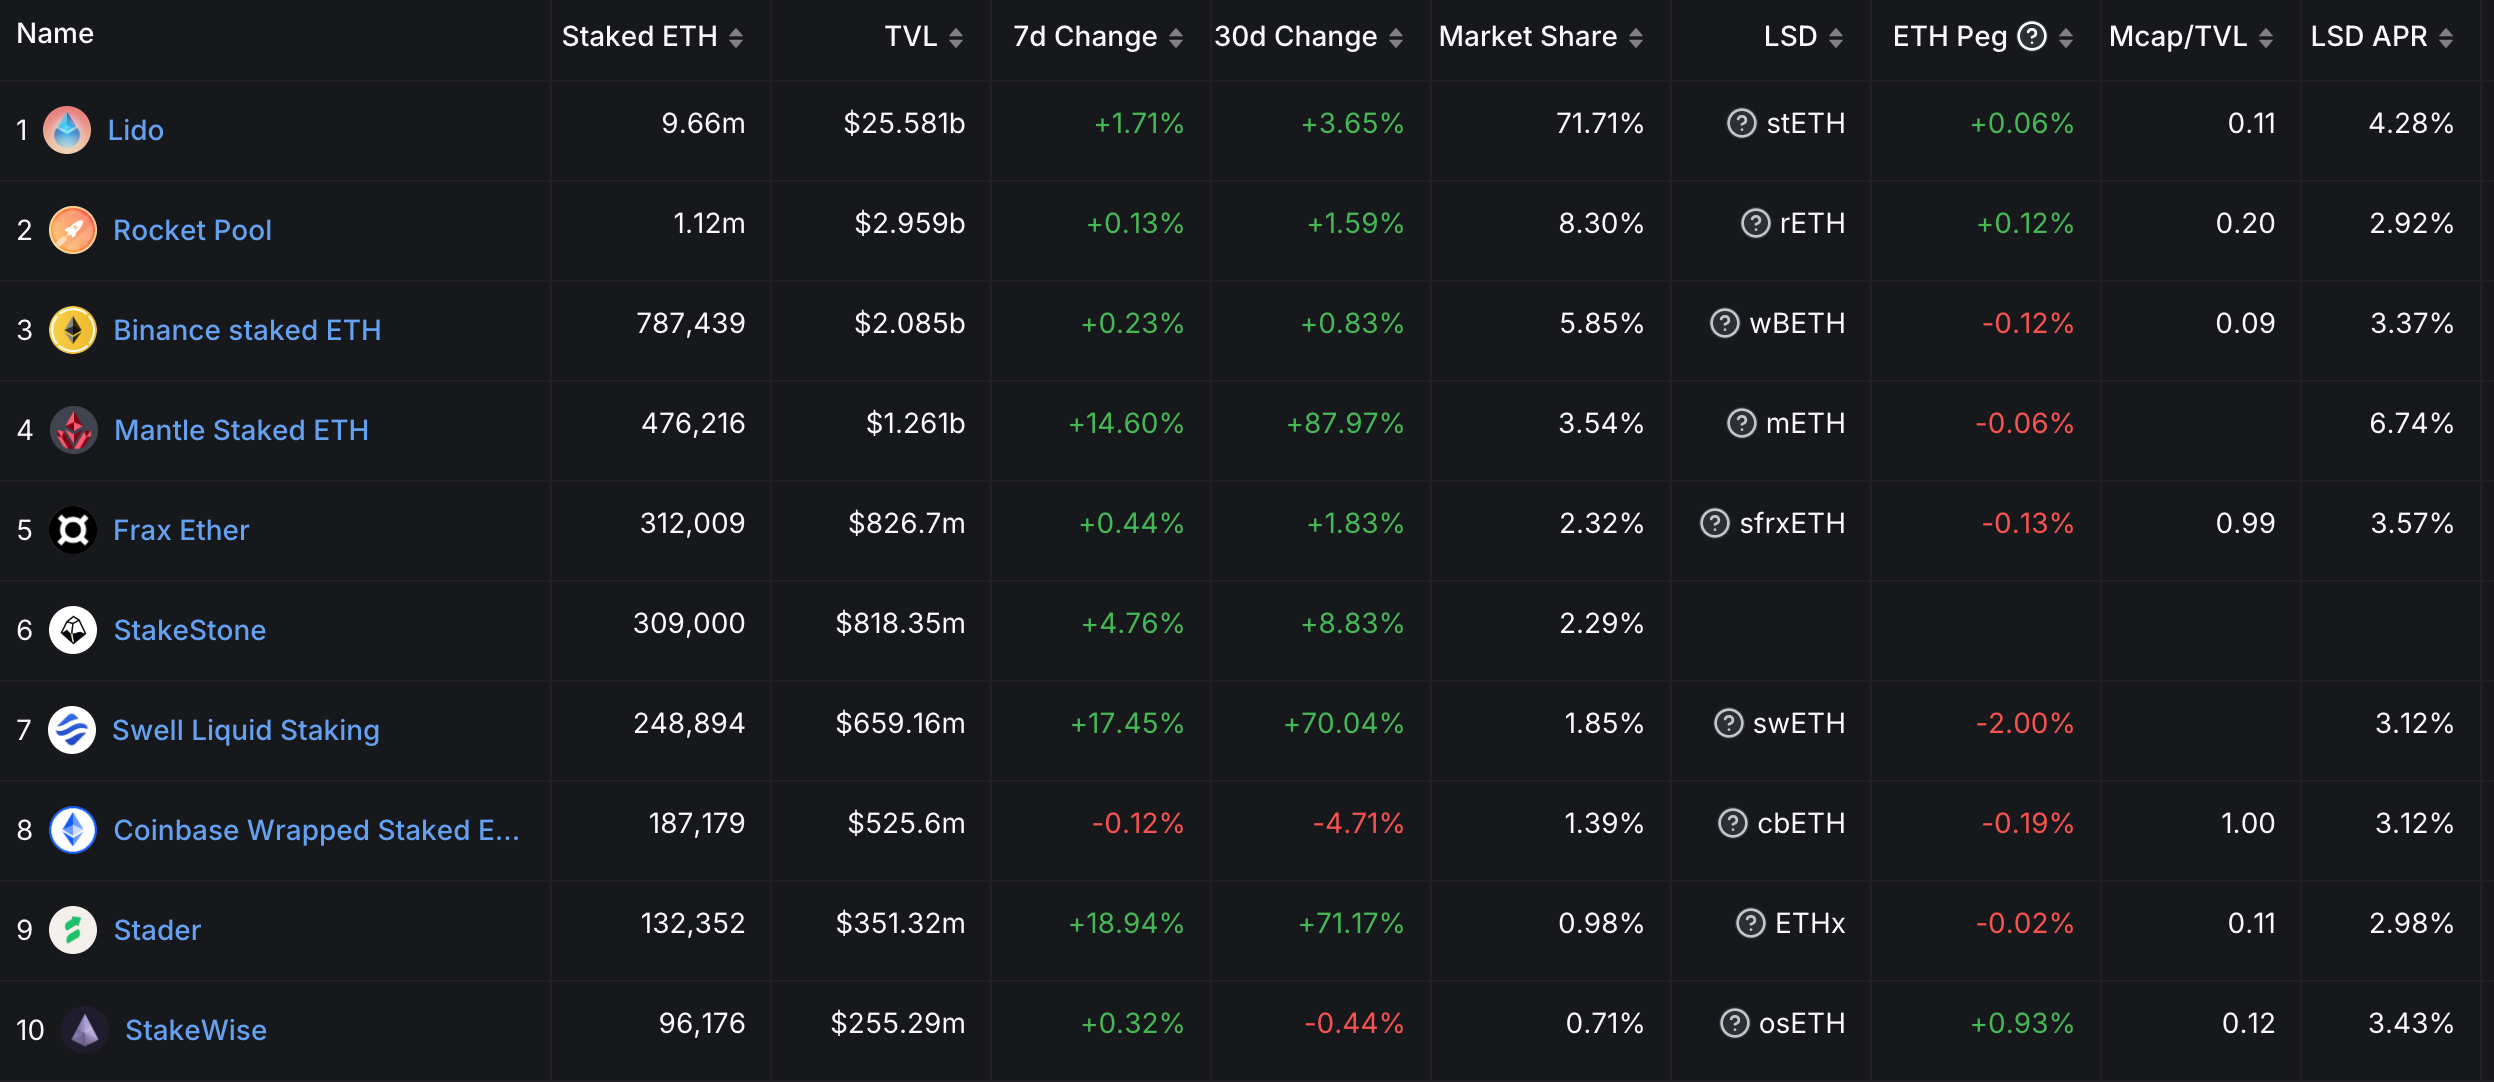 Name Staked ETH TVL 7d Change 30d Change Market Share LSD ETH Peg ? Mcap/TVL LSD APR
1 Lido 9.66m $25.581b +1.71% +3.65% 71.71% ? stETH +0.06% 0.11 4.28%
2 Rocket Pool 1.12m $2.959b +0.13% +1.59% 8.30% ? rETH +0.12% 0.20 2.92%
3 Binance staked ETH 787,439 $2.085b +0.23% +0.83% 5.85% ? wBETH -0.12% 0.09 3.37%
4 Mantle Staked ETH 476,216 $1.261b +14.60% +87.97% 3.54% ? mETH -0.06% 6.74%
5 Frax Ether 312,009 $826.7m +0.44% +1.83% 2.32% ? sfrxETH -0.13% 0.99 3.57%
6 StakeStone 309,000 $818.35m +4.76% +8.83% 2.29%
7 Swell Liquid Staking 248,894 $659.16m +17.45% +70.04% 1.85% ? swETH -2.00% 3.12%
8 Coinbase Wrapped Staked E... 187,179 $525.6m -0.12% -4.71% 1.39% ? cbETH -0.19% 1.00 3.12%
9 Stader 132,352 $351.32m +18.94% +71.17% 0.98% ? ETHx -0.02% 0.11 2.98%
10 StakeWise 96,176 $255.29m +0.32% -0.44% 0.71% ? osETH +0.93% 0.12 3.43%